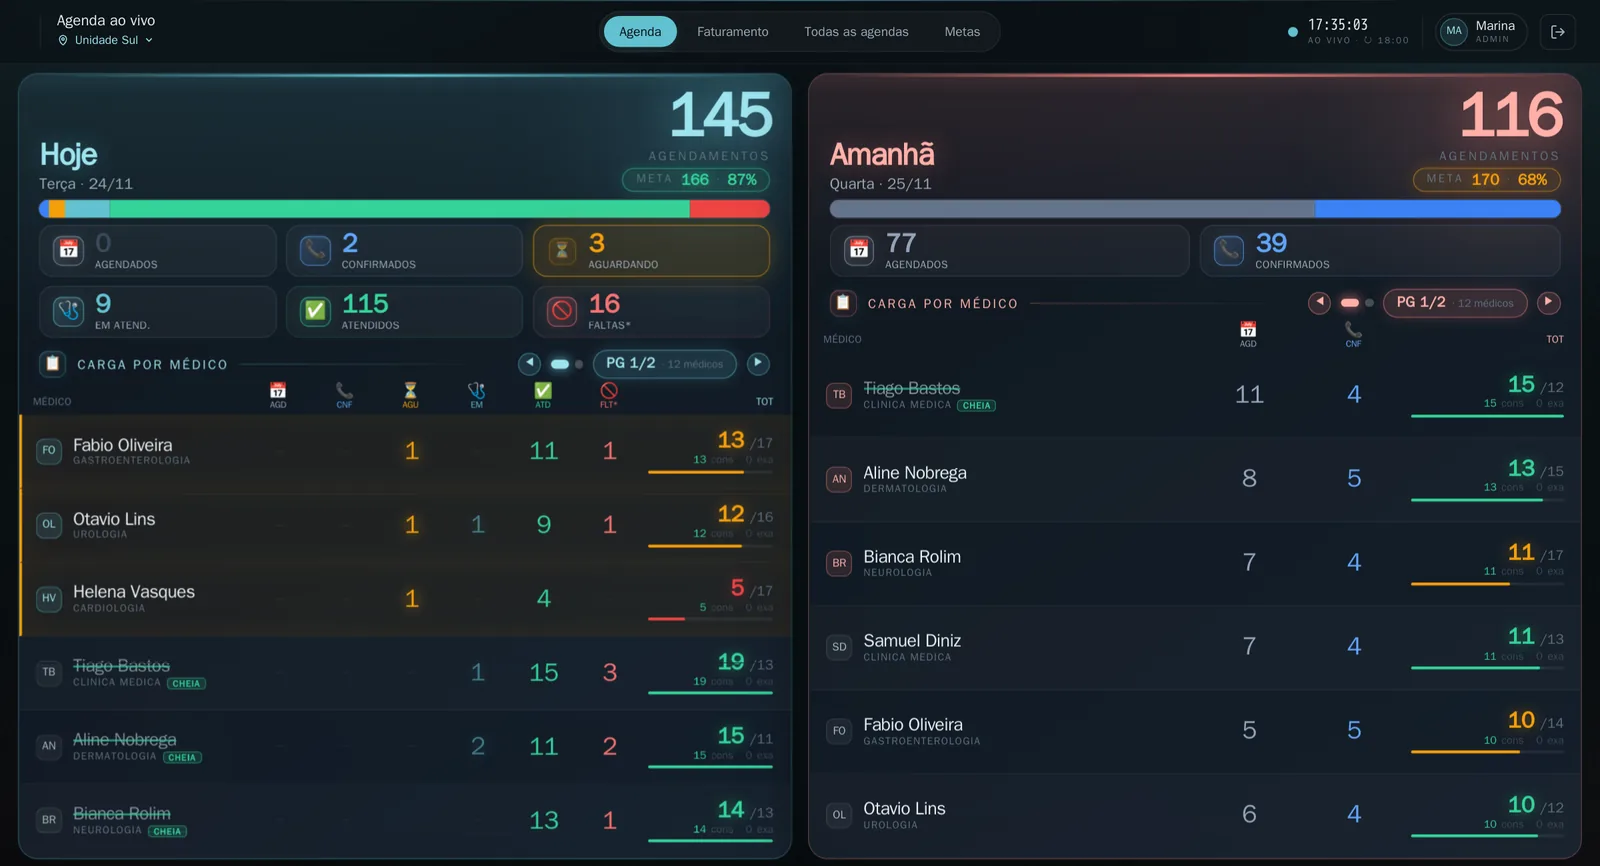 Agenda ao vivo
Unidade Sul
Agenda Faturamento Todas as agendas Metas
17:35:03
AO VIVO · ↻ 18:00
MA Marina
ADMIN
Hoje
Terça · 24/11
145
AGENDAMENTOS
META 166 · 87%
0 AGENDADOS
2 CONFIRMADOS
3 AGUARDANDO
9 EM ATEND.
115 ATENDIDOS
16 FALTAS*
CARGA POR MÉDICO
PG 1/2 · 12 médicos
MÉDICO AGD CNF AGU EM ATD FLT* TOT
FO Fabio Oliveira – – 1 – 11 1 13 /17
GASTROENTEROLOGIA 13 cons 0 exa
OL Otavio Lins – – 1 1 9 1 12 /16
UROLOGIA 12 cons 0 exa
HV Helena Vasques – – 1 – 4 5 /17
CARDIOLOGIA 5 cons 0 exa
TB Tiago Bastos – – – 1 15 3 19 /13
CLINICA MEDICA CHEIA 19 cons 0 exa
AN Aline Nobrega – – – 2 11 2 15 /11
DERMATOLOGIA CHEIA 15 cons 0 exa
BR Bianca Rolim 13 1 14 /13
NEUROLOGIA CHEIA 14 cons 0 exa
Amanhã
Quarta · 25/11
116
AGENDAMENTOS
META 170 · 68%
77 AGENDADOS
39 CONFIRMADOS
CARGA POR MÉDICO
PG 1/2 · 12 médicos
MÉDICO AGD CNF TOT
TB Tiago Bastos 11 4 15 /12
CLINICA MEDICA CHEIA 15 cons 0 exa
AN Aline Nobrega 8 5 13 /15
DERMATOLOGIA 13 cons 0 exa
BR Bianca Rolim 7 4 11 /17
NEUROLOGIA 11 cons 0 exa
SD Samuel Diniz 7 4 11 /13
CLINICA MEDICA 11 cons 0 exa
FO Fabio Oliveira 5 5 10 /14
GASTROENTEROLOGIA 10 cons 0 exa
OL Otavio Lins 6 4 10 /12
UROLOGIA 10 cons 0 exa